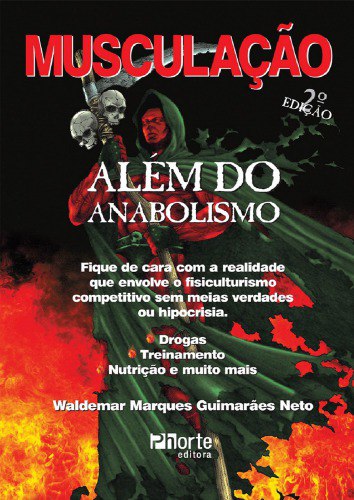 MUSCULAÇÃO
2º
EDIÇÃO
ALÉM DO
ANABOLISMO
Fique de cara com a realidade
que envolve o fisiculturismo
competitivo sem meias verdades
ou hipocrisia.
• Drogas
• Treinamento
• Nutrição e muito mais
Waldemar Marques Guimarães Neto
Phorte
editora